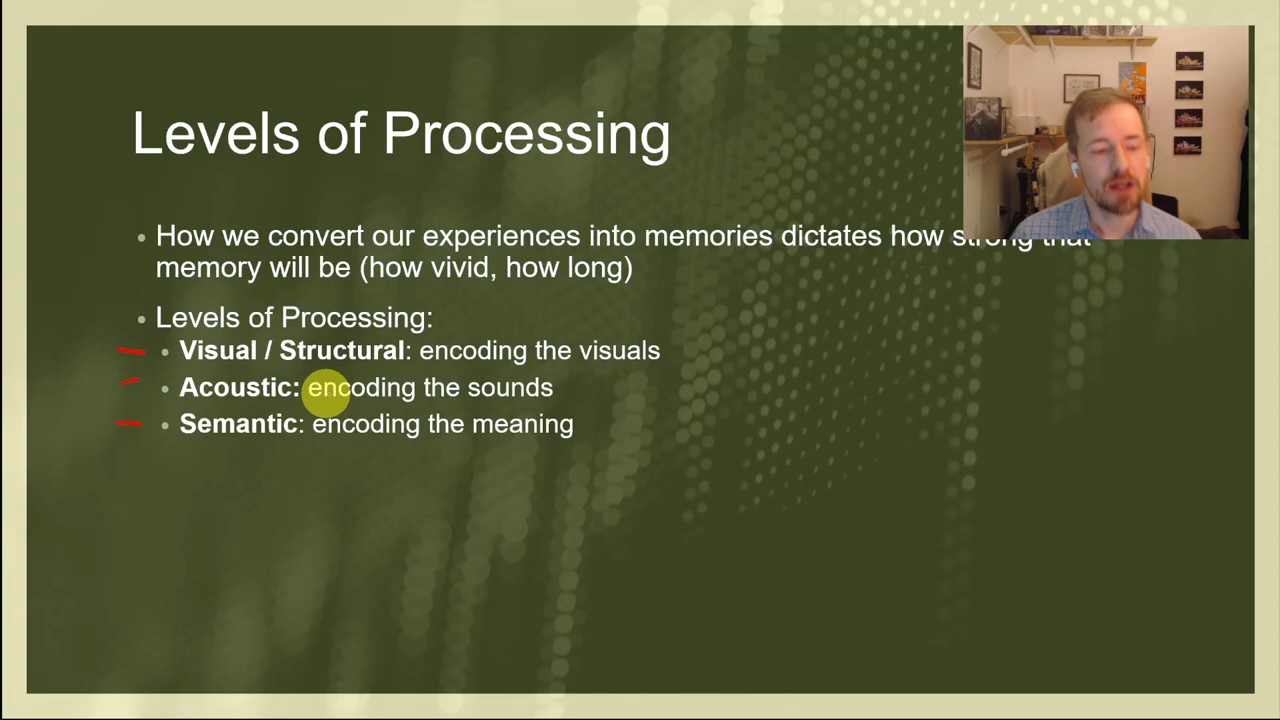 Levels of Processing
• How we convert our experiences into memories dictates how strong that
memory will be (how vivid, how long)
• Levels of Processing:
• Visual / Structural: encoding the visuals
• Acoustic: encoding the sounds
• Semantic: encoding the meaning